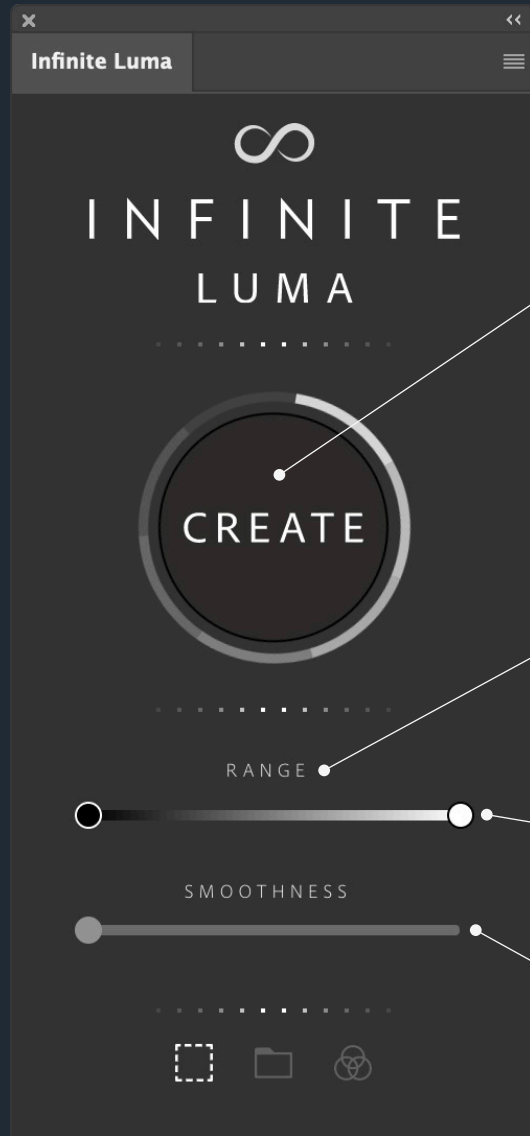 Infinite Luma
INFINITE
LUMA
CREATE
RANGE
SMOOTHNESS